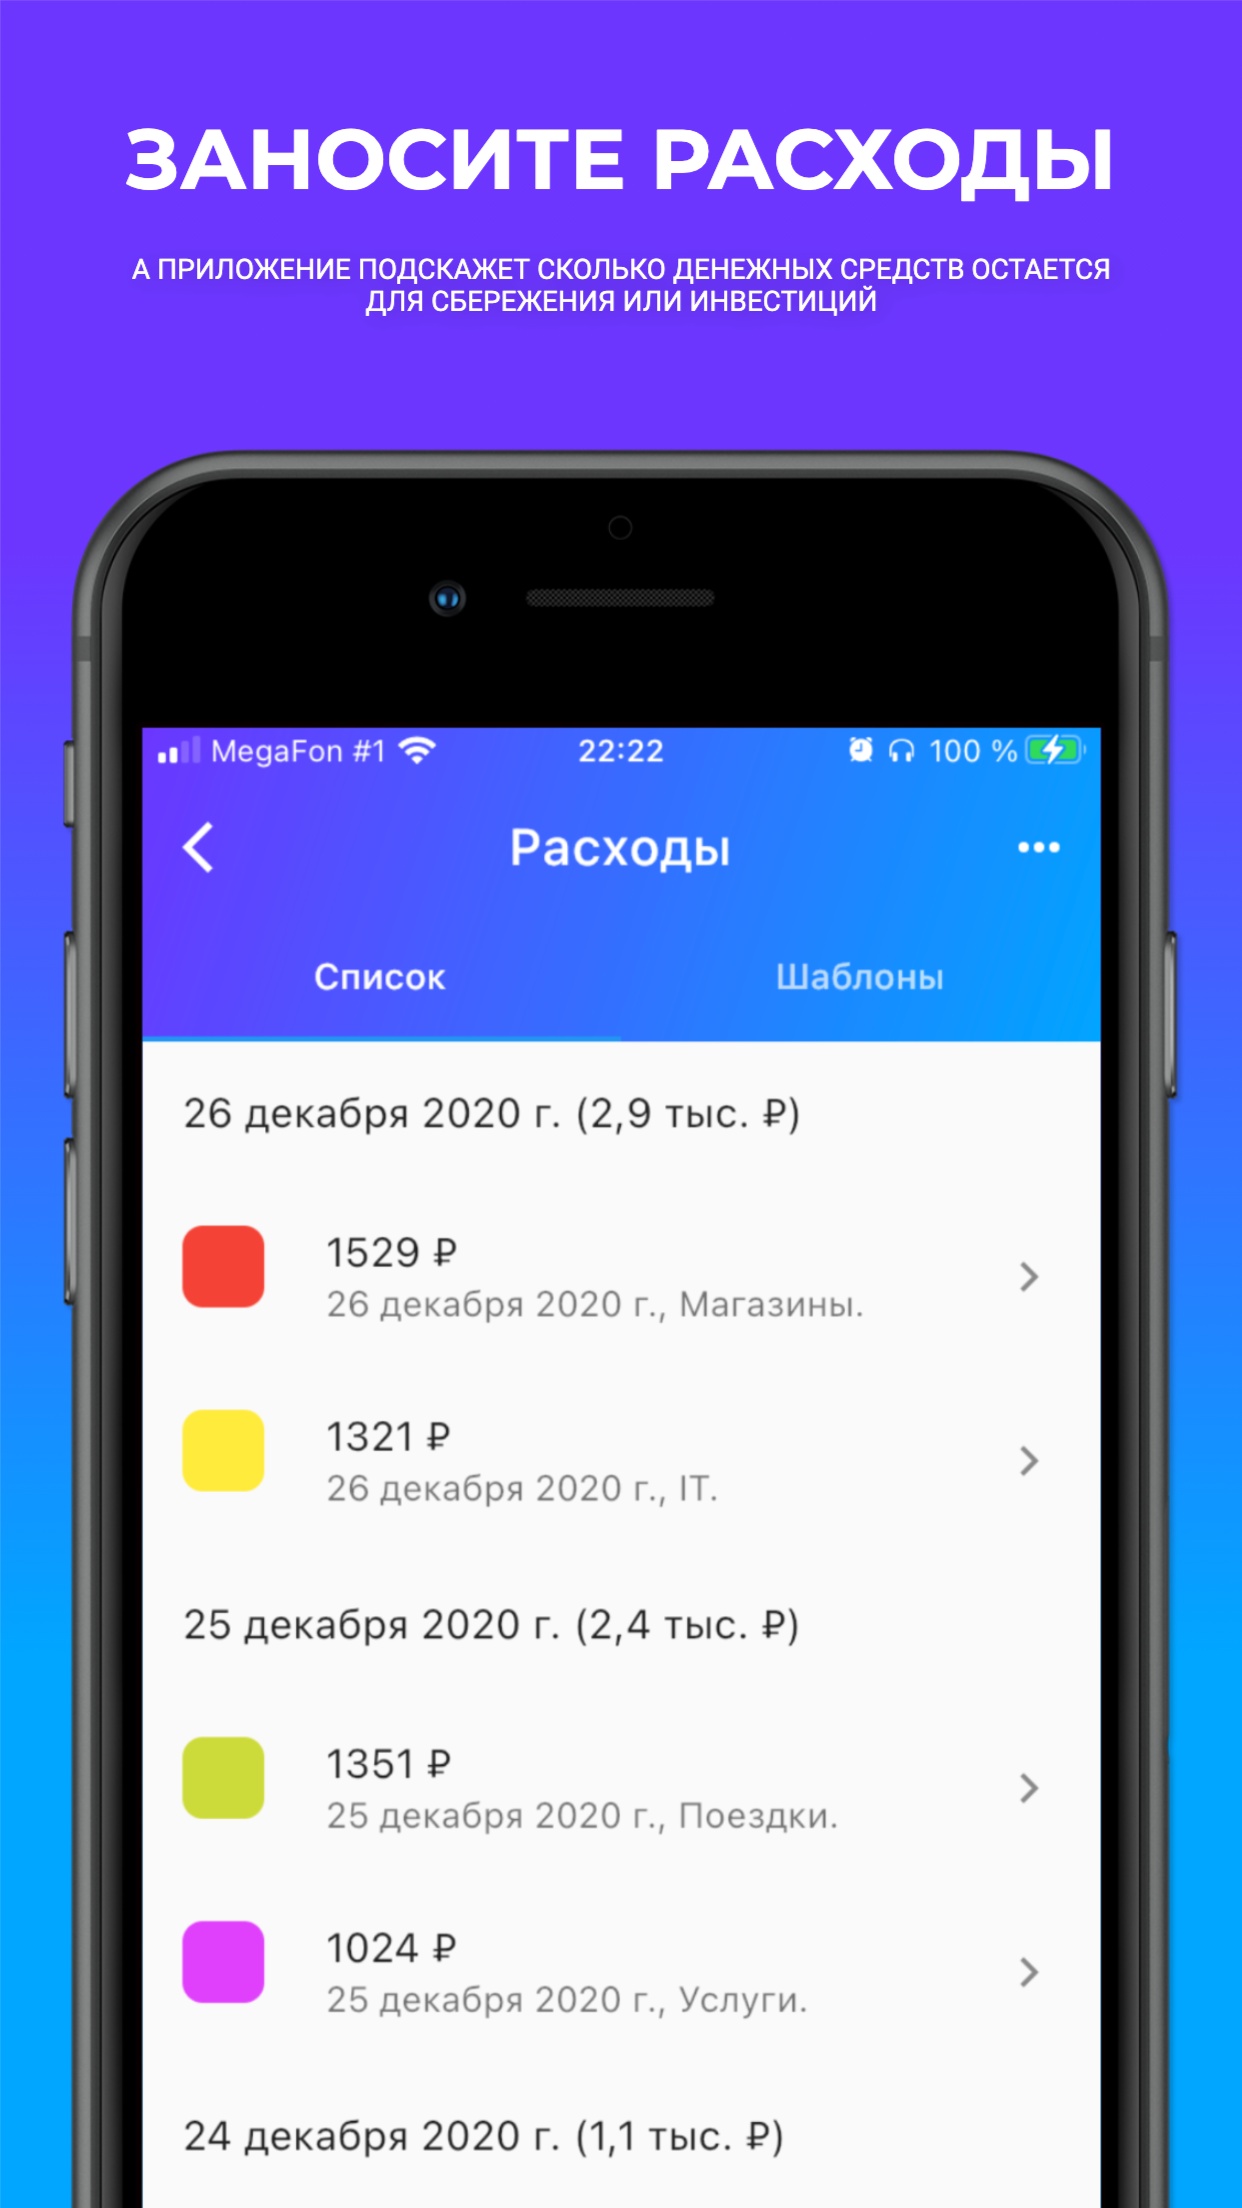 ЗАНОСИТЕ РАСХОДЫ
А ПРИЛОЖЕНИЕ ПОДСКАЖЕТ СКОЛЬКО ДЕНЕЖНЫХ СРЕДСТВ ОСТАЕТСЯ
ДЛЯ СБЕРЕЖЕНИЯ ИЛИ ИНВЕСТИЦИЙ
MegaFon #1 22:22 100 %
Расходы
Список Шаблоны
26 декабря 2020 г. (2,9 тыс. ₽)
1529 ₽
26 декабря 2020 г., Магазины.
1321 ₽
26 декабря 2020 г., IT.
25 декабря 2020 г. (2,4 тыс. ₽)
1351 ₽
25 декабря 2020 г., Поездки.
1024 ₽
25 декабря 2020 г., Услуги.
24 декабря 2020 г. (1,1 тыс. ₽)